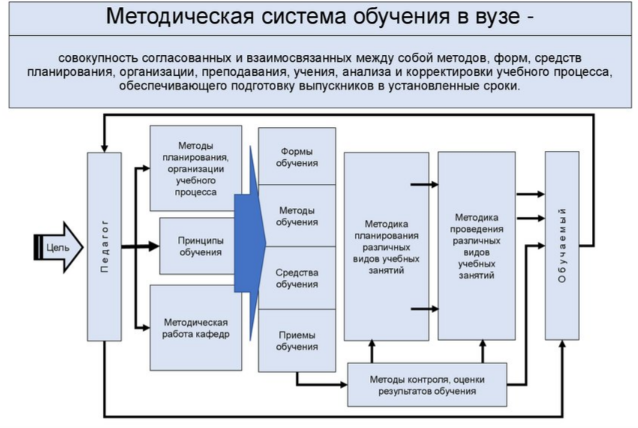 Методическая система обучения в вузе -
совокупность согласованных и взаимосвязанных между собой методов, форм, средств
планирования, организации, преподавания, учения, анализа и корректировки учебного процесса,
обеспечивающего подготовку выпускников в установленные сроки.
Цель
Педагог
Методы
планирования,
организации
учебного
процесса
Принципы
обучения
Методическая
работа кафедр
Формы
обучения
Методы
обучения
Средства
обучения
Приемы
обучения
Методика
планирования
различных
видов учебных
занятий
Методика
проведения
различных
видов
учебных
занятий
Обучаемый
Методы контроля, оценки
результатов обучения